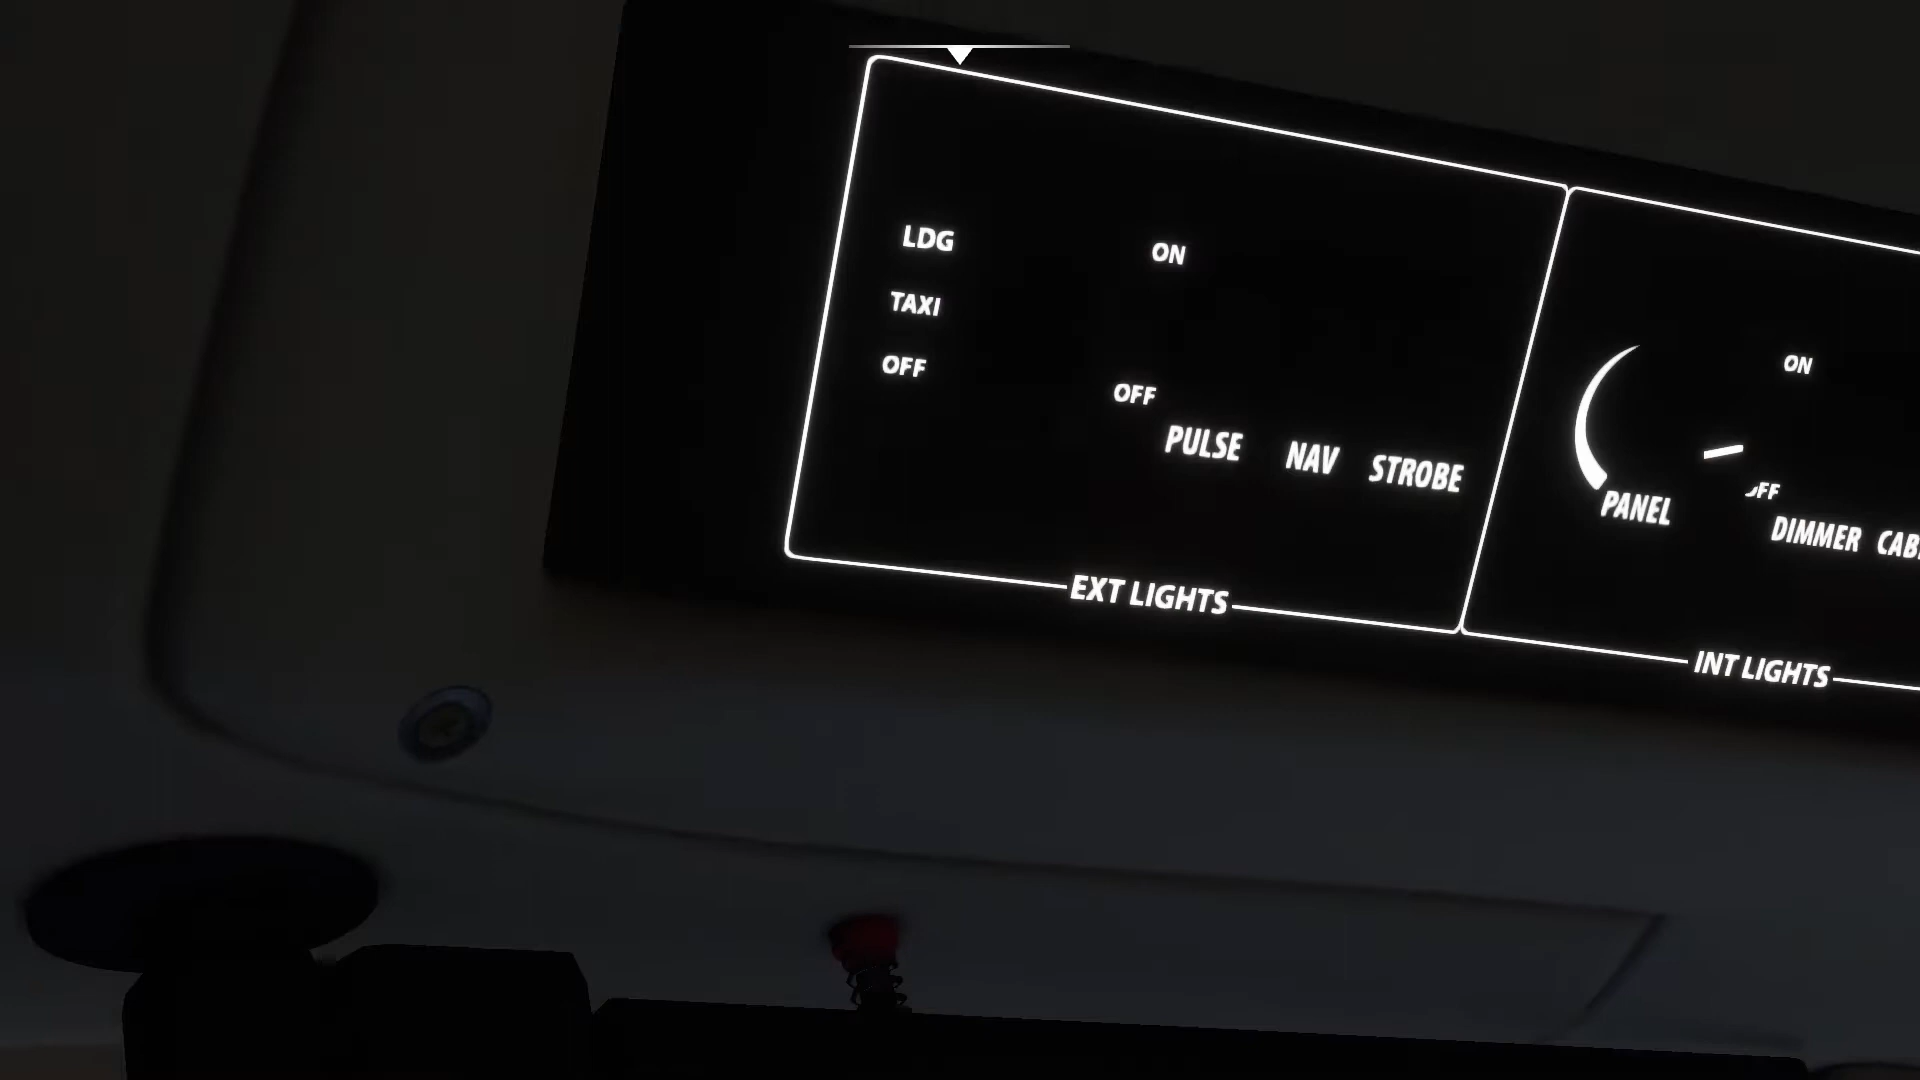 LDG
ON
TAXI
OFF
OFF
PULSE NAV STROBE
EXT LIGHTS
ON
PANEL
DIMMER
INT LIGHTS